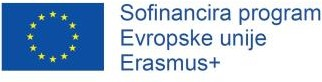 Sofinancira program
Evropske unije
Erasmus+